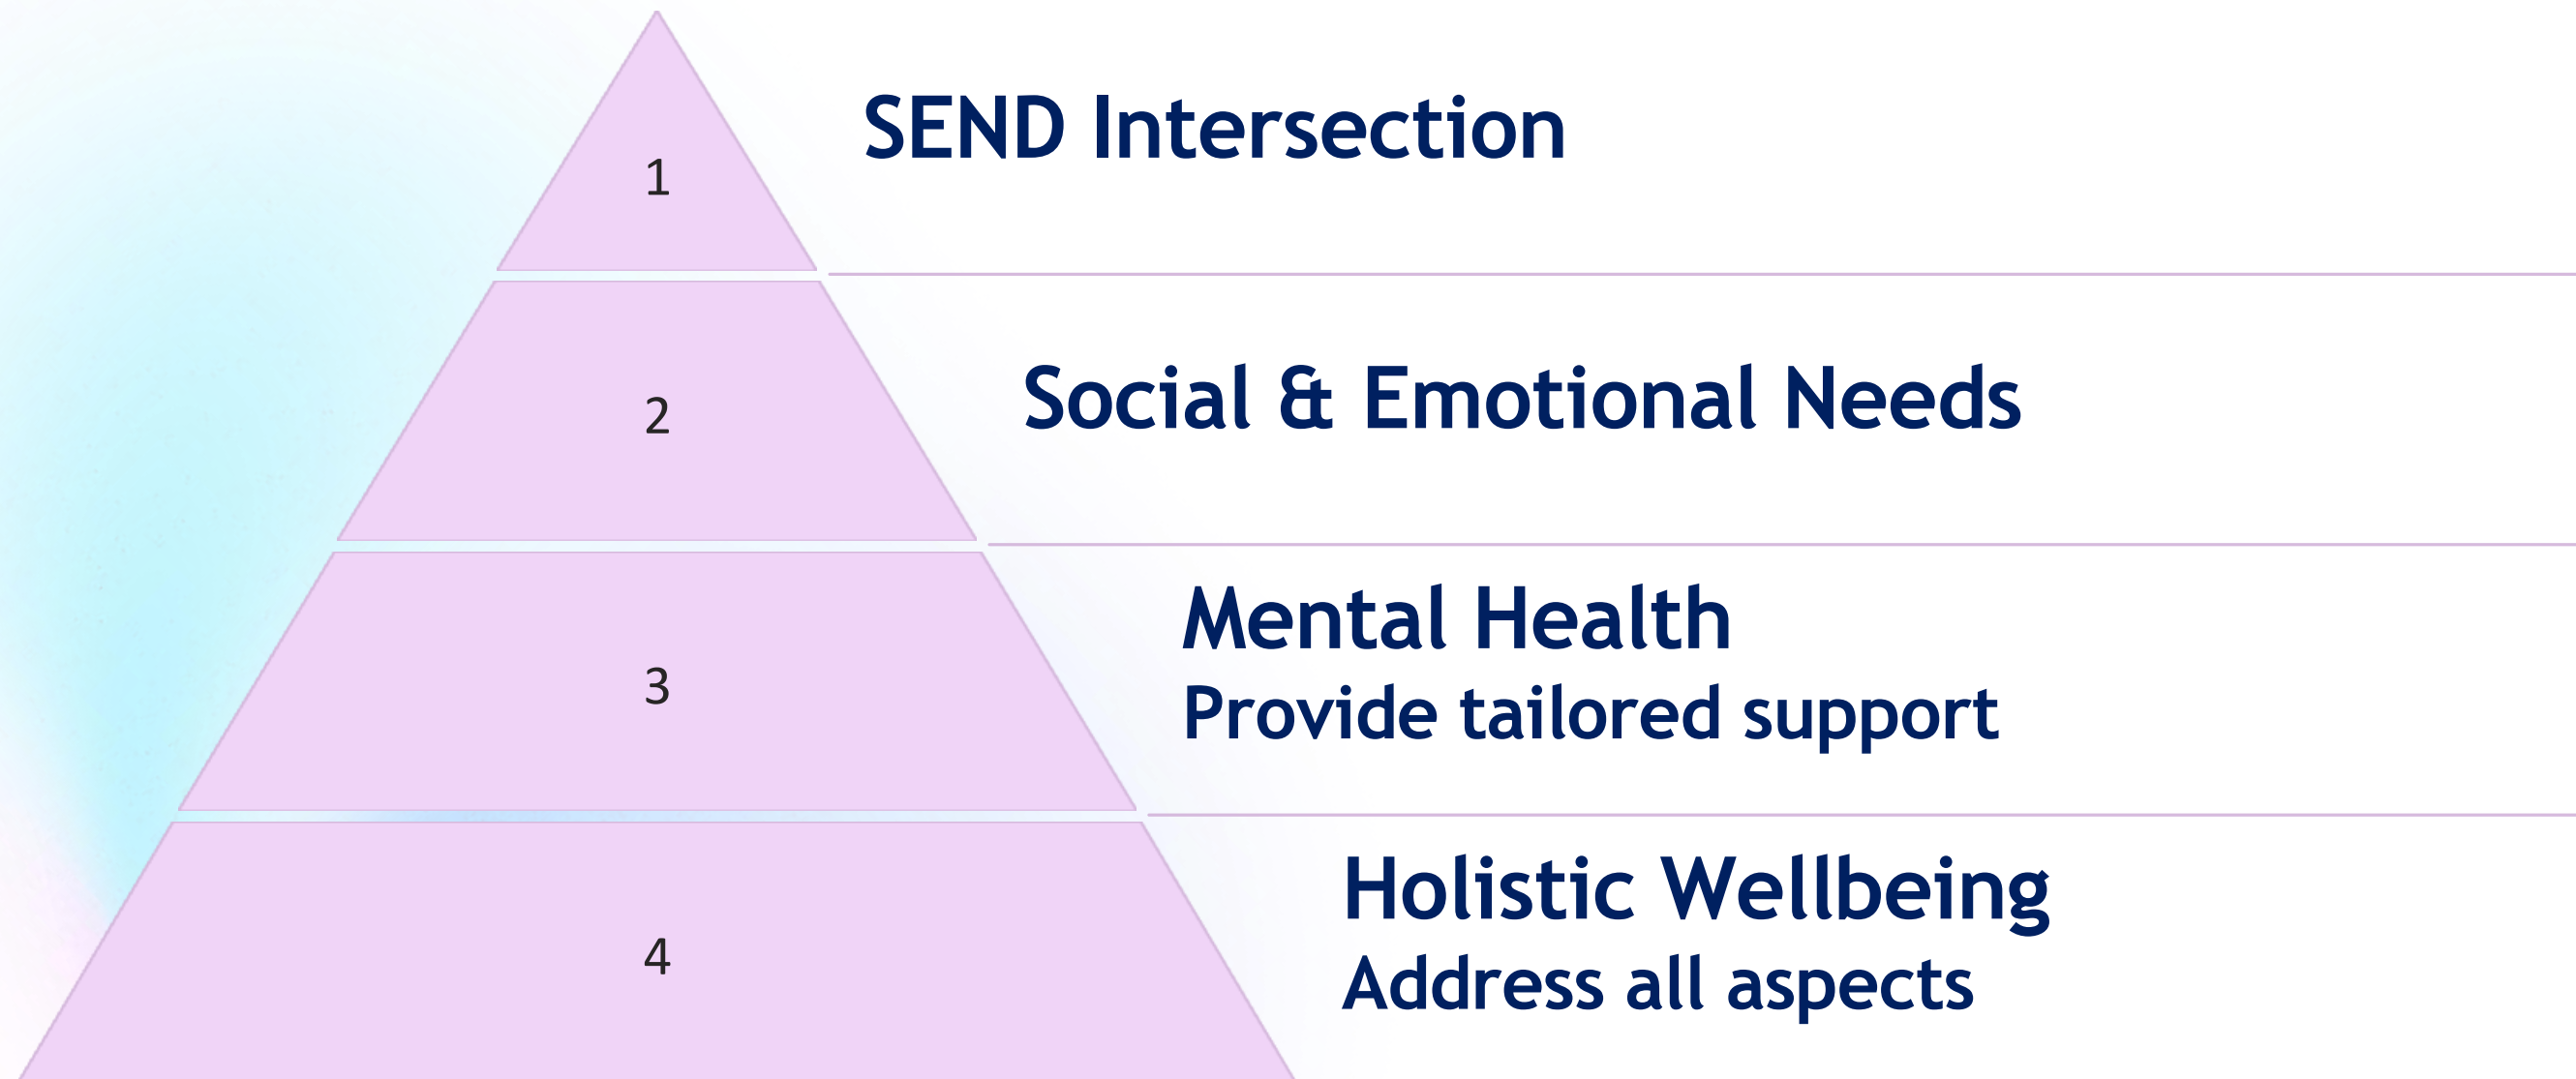 1
SEND Intersection
2
Social & Emotional Needs
3
Mental Health
Provide tailored support
4
Holistic Wellbeing
Address all aspects